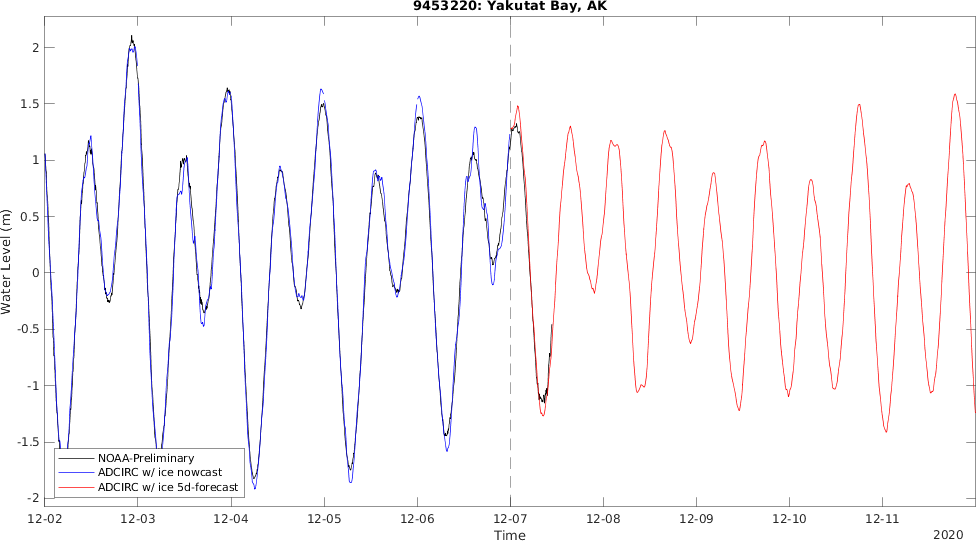 9453220: Yakutat Bay, AK
Water Level (m)
2
1.5
1
0.5
0
-0.5
-1
-1.5
-2
NOAA-Preliminary
ADCIRC w/ ice nowcast
ADCIRC w/ ice 5d-forecast
12-02 12-03 12-04 12-05 12-06 12-07 12-08 12-09 12-10 12-11
Time
2020